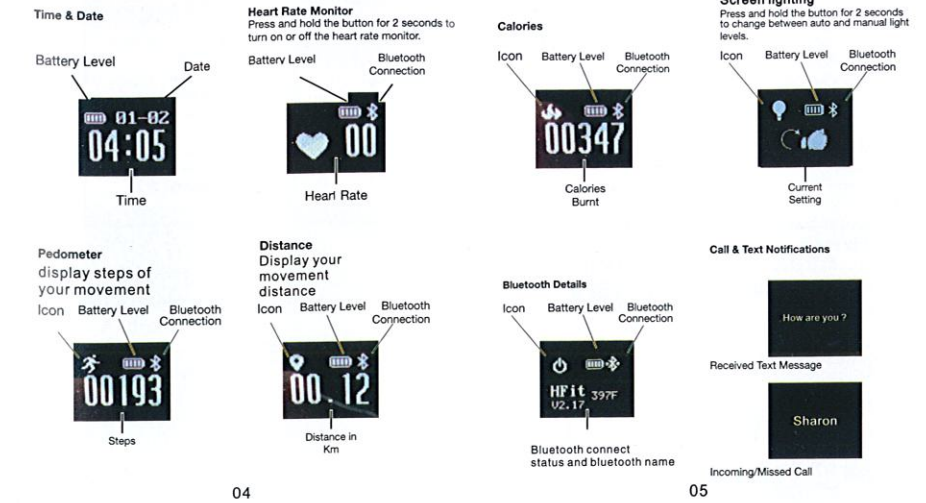 Time & Date
Battery Level
Date
01-02
04:05
Time
Heart Rate Monitor
Press and hold the button for 2 seconds to
turn on or off the heart rate monitor.
Battery Level
Bluetooth
Connection
00
Heart Rate
Pedometer
display steps of
your movement
Icon
Battery Level
Bluetooth
Connection
00193
Steps
Distance
Display your
movement
distance
Icon
Battery Level
Bluetooth
Connection
00.12
Distance in
Km
04
Calories
Icon
Battery Level
Bluetooth
Connection
00347
Calories
Burnt
Screen lighting
Press and hold the button for 2 seconds
to change between auto and manual light
levels.
Icon
Battery Level
Bluetooth
Connection
Current
Setting
Bluetooth Details
Icon
Battery Level
Bluetooth
Connection
HFit 397F
V2.17
Bluetooth connect
status and bluetooth name
Call & Text Notifications
How are you ?
Received Text Message
Sharon
Incoming/Missed Call
05